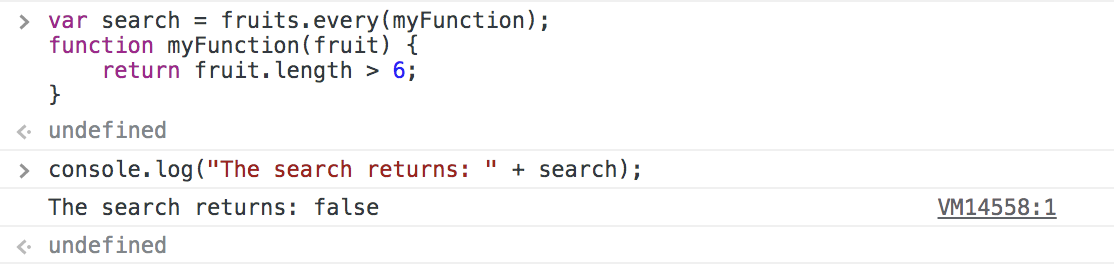 > var search = fruits.every(myFunction);
function myFunction(fruit) {
    return fruit.length > 6;
}
<· undefined
> console.log("The search returns: " + search);
The search returns: false VM14558:1
<· undefined